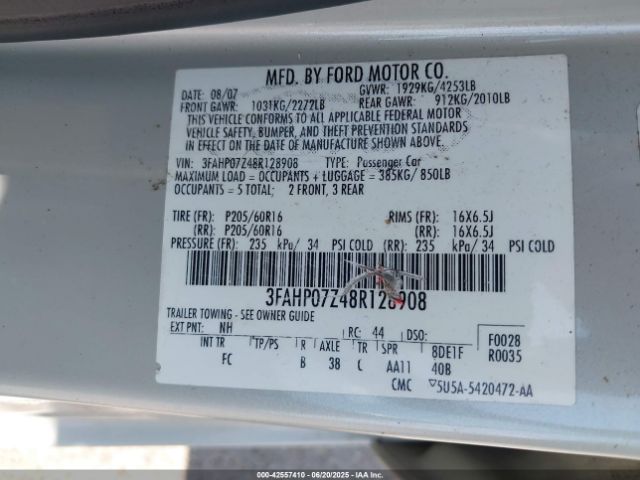 MFD. BY FORD MOTOR CO.
DATE: 08/07 GVWR: 1929KG/4253LB
FRONT GAWR: 1031KG/2272LB REAR GAWR: 912KG/2010LB
THIS VEHICLE CONFORMS TO ALL APPLICABLE FEDERAL MOTOR
VEHICLE SAFETY, BUMPER, AND THEFT PREVENTION STANDARDS
IN EFFECT ON THE DATE OF MANUFACTURE SHOWN ABOVE.
VIN: 3FAHP07Z48R128908 TYPE: Passenger Car
MAXIMUM LOAD = OCCUPANTS + LUGGAGE = 385KG/850LB
OCCUPANTS = 5 TOTAL; 2 FRONT, 3 REAR
TIRE (FR): P205/60R16 RIMS (FR): 16X6.5J
(RR): P205/60R16 (RR): 16X6.5J
PRESSURE (FR): 235 kPa/ 34 PSI COLD (RR): 235 kPa/ 34 PSI COLD
3FAHP07Z48R128908
TRAILER TOWING - SEE OWNER GUIDE
EXT PNT: NH RC: 44 DSO: F0028
INT TR TP/PS R AXLE TR SPR 8DE1F R0035
FC B 38 C AA11 40B
CMC ▽5U5A-5420472-AA
000-42557410 - 06/20/2025 - IAAI.COM